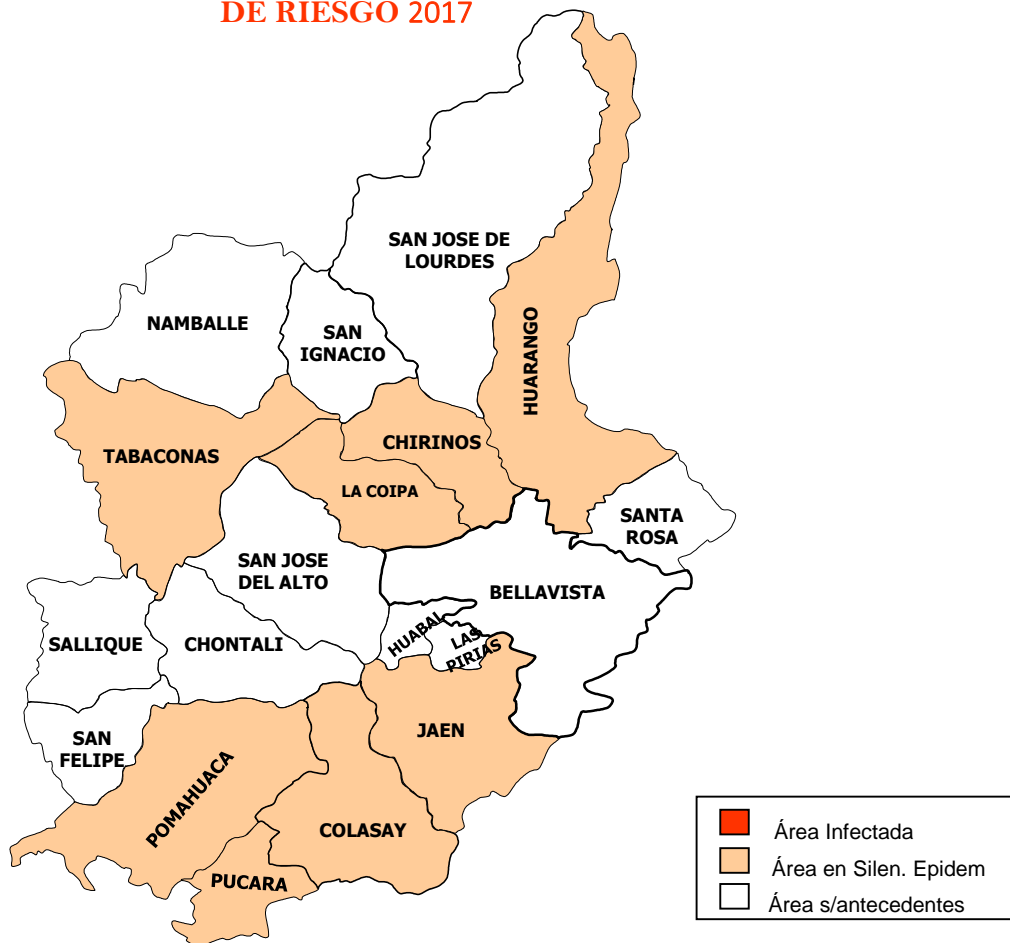 DE RIESGO 2017
SAN JOSE DE
LOURDES
NAMBALLE
SAN
IGNACIO
HUARANGO
TABACONAS
CHIRINOS
LA COIPA
SANTA
ROSA
SAN JOSE
DEL ALTO
BELLAVISTA
SALLIQUE
CHONTALI
HUABAL
LAS
PIRIAS
SAN
FELIPE
JAEN
POMAHUACA
COLASAY
PUCARA
Área Infectada
Área en Silen. Epidem
Área s/antecedentes